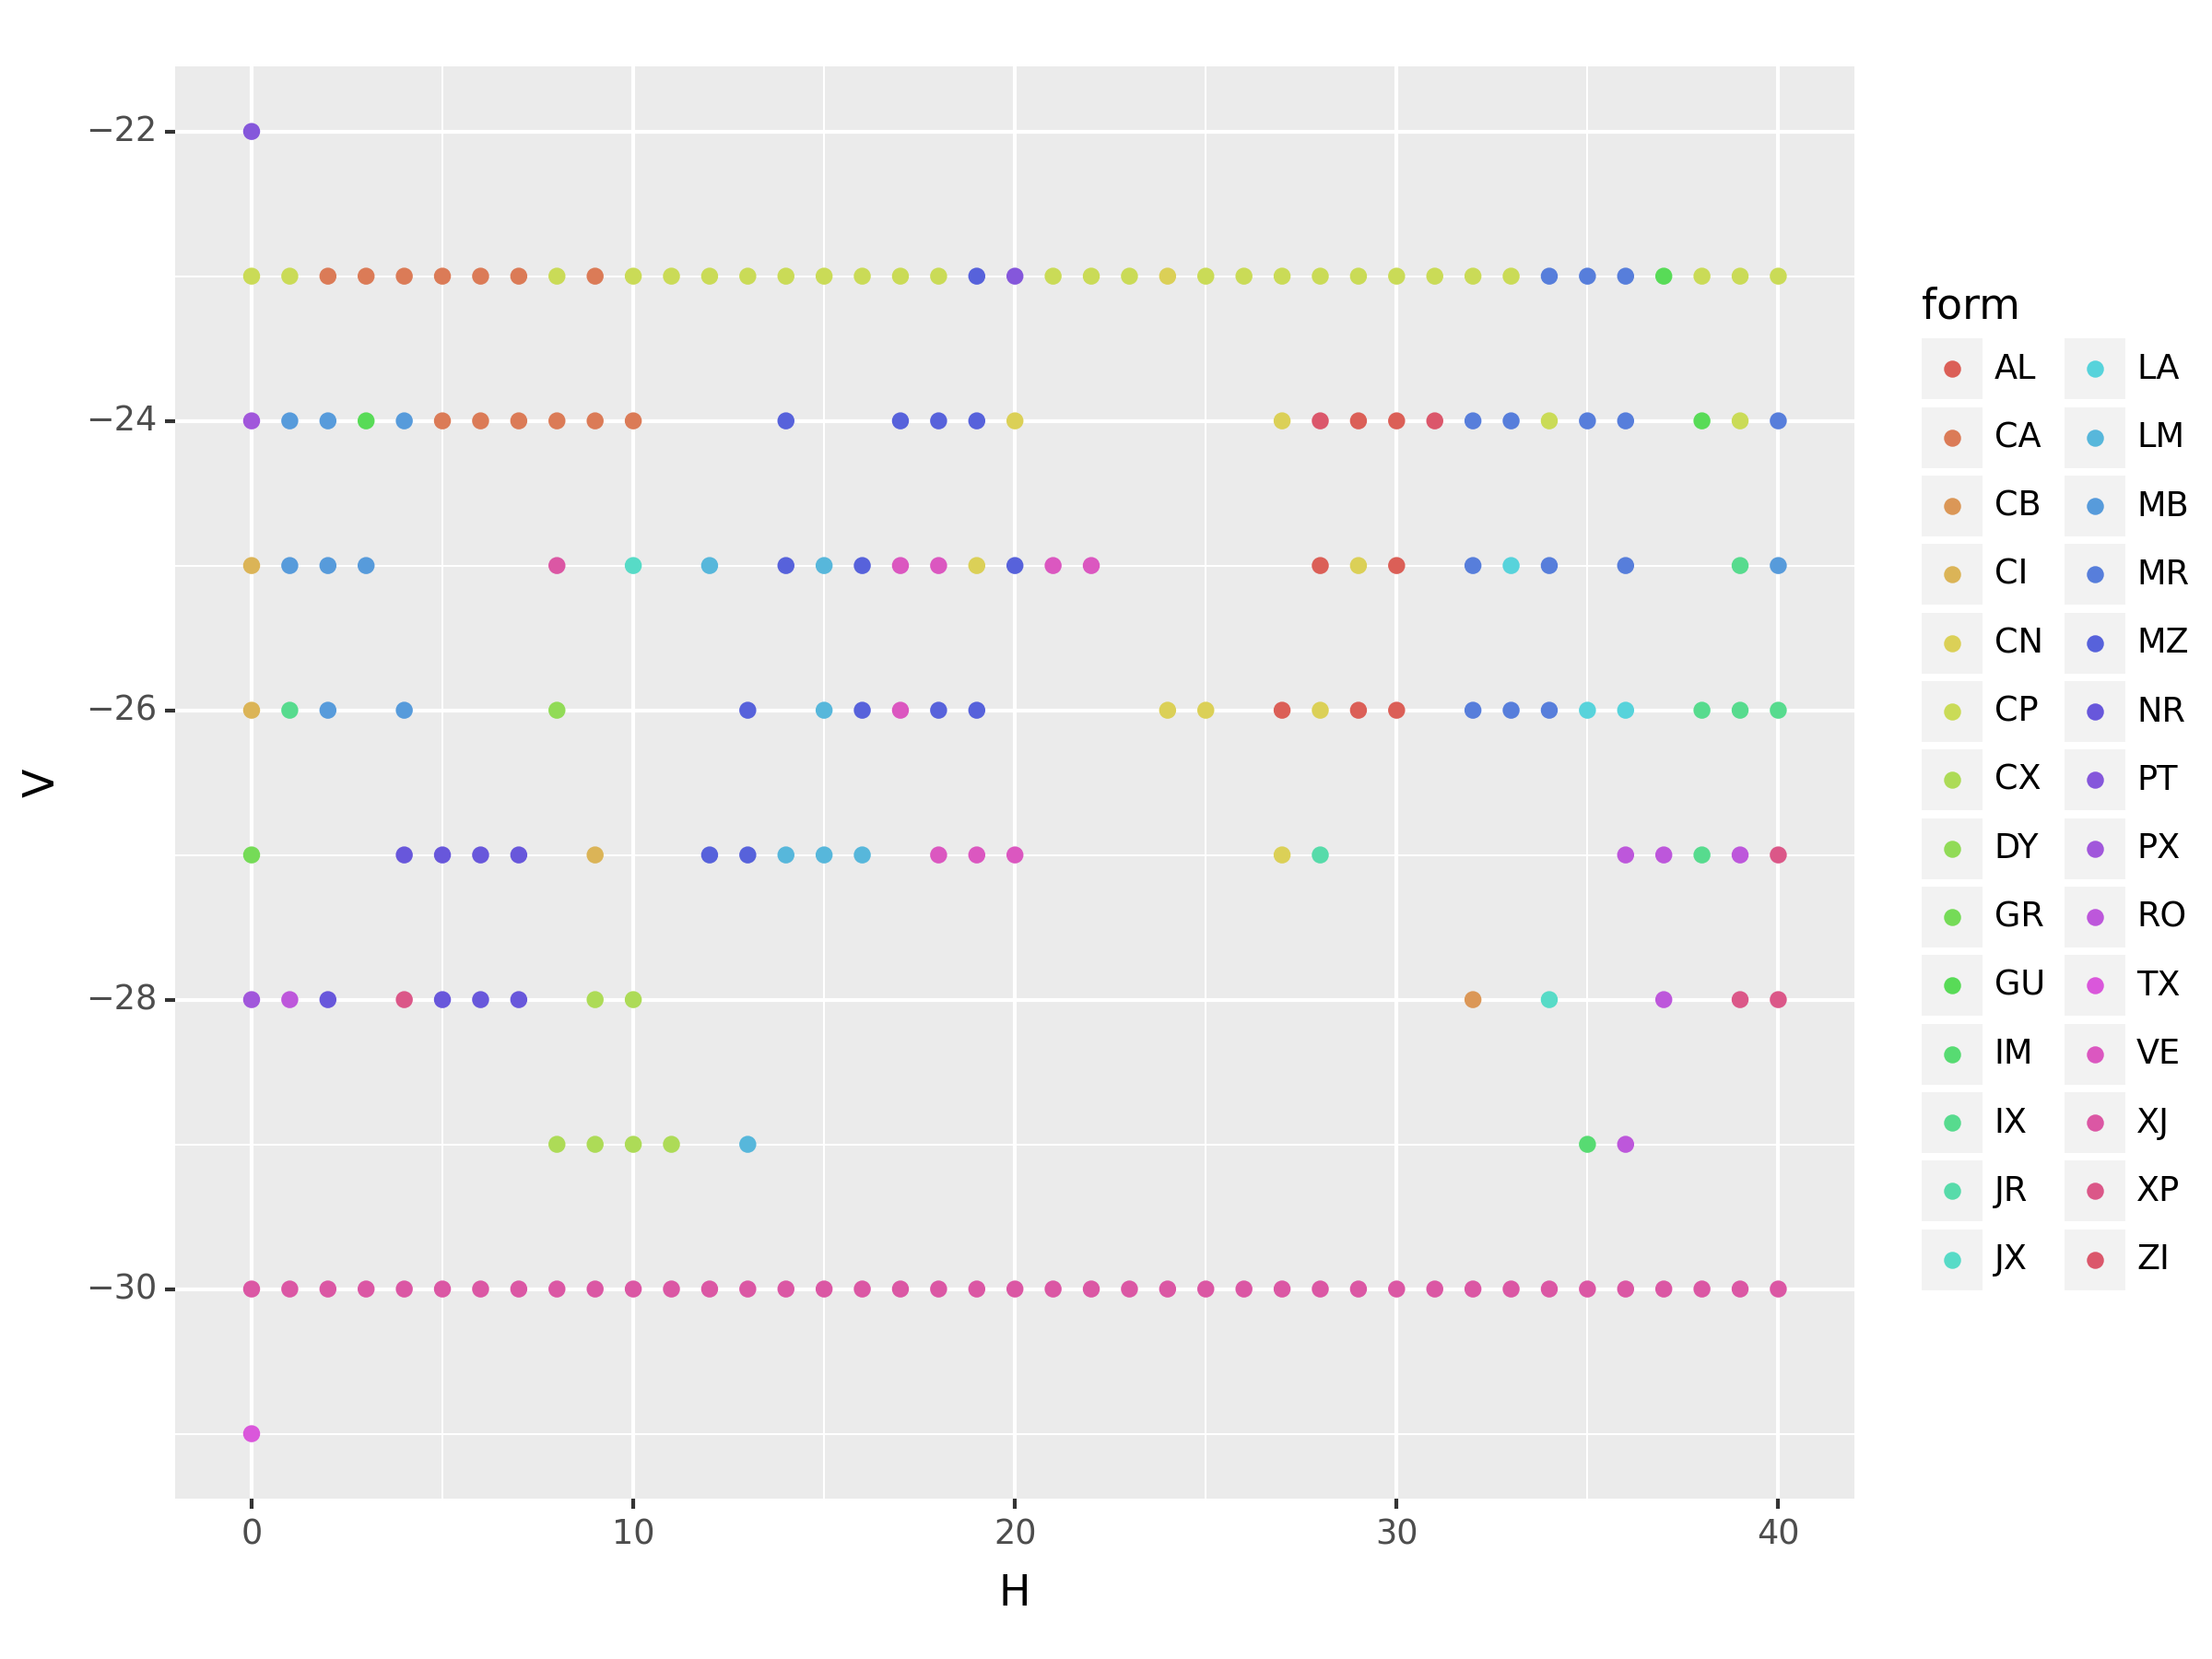 −22
−24
−26
−28
−30
V
0 10 20 30 40
H
form
AL LA
CA LM
CB MB
CI MR
CN MZ
CP NR
CX PT
DY PX
GR RO
GU TX
IM VE
IX XJ
JR XP
JX ZI